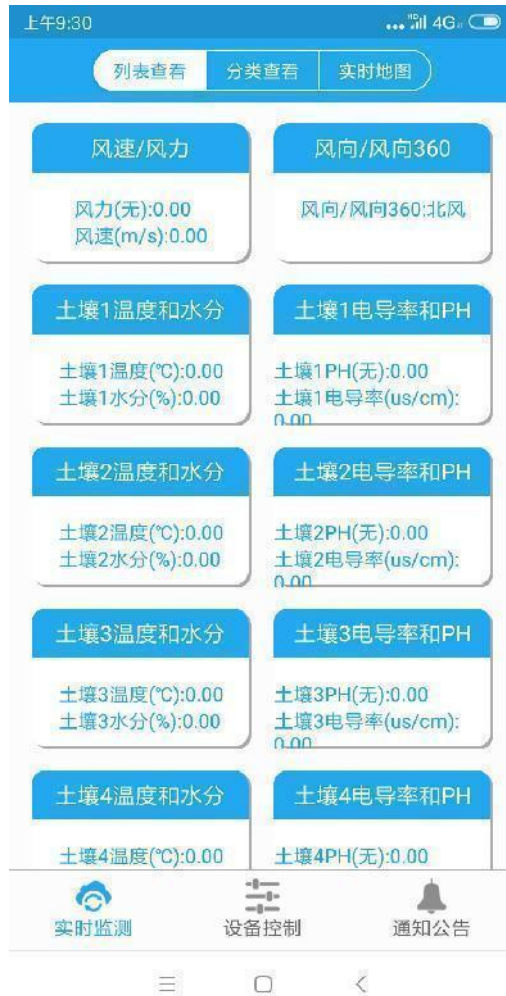 上午9:30
4G
列表查看 分类查看 实时地图
风速/风力
风力(无):0.00
风速(m/s):0.00
风向/风向360
风向/风向360:北风
土壤1温度和水分
土壤1温度(℃):0.00
土壤1水分(%):0.00
土壤1电导率和PH
土壤1PH(无):0.00
土壤1电导率(us/cm):
0.00
土壤2温度和水分
土壤2温度(℃):0.00
土壤2水分(%):0.00
土壤2电导率和PH
土壤2PH(无):0.00
土壤2电导率(us/cm):
0.00
土壤3温度和水分
土壤3温度(℃):0.00
土壤3水分(%):0.00
土壤3电导率和PH
土壤3PH(无):0.00
土壤3电导率(us/cm):
0.00
土壤4温度和水分
土壤4温度(℃):0.00
土壤4电导率和PH
土壤4PH(无):0.00
实时监测 设备控制 通知公告